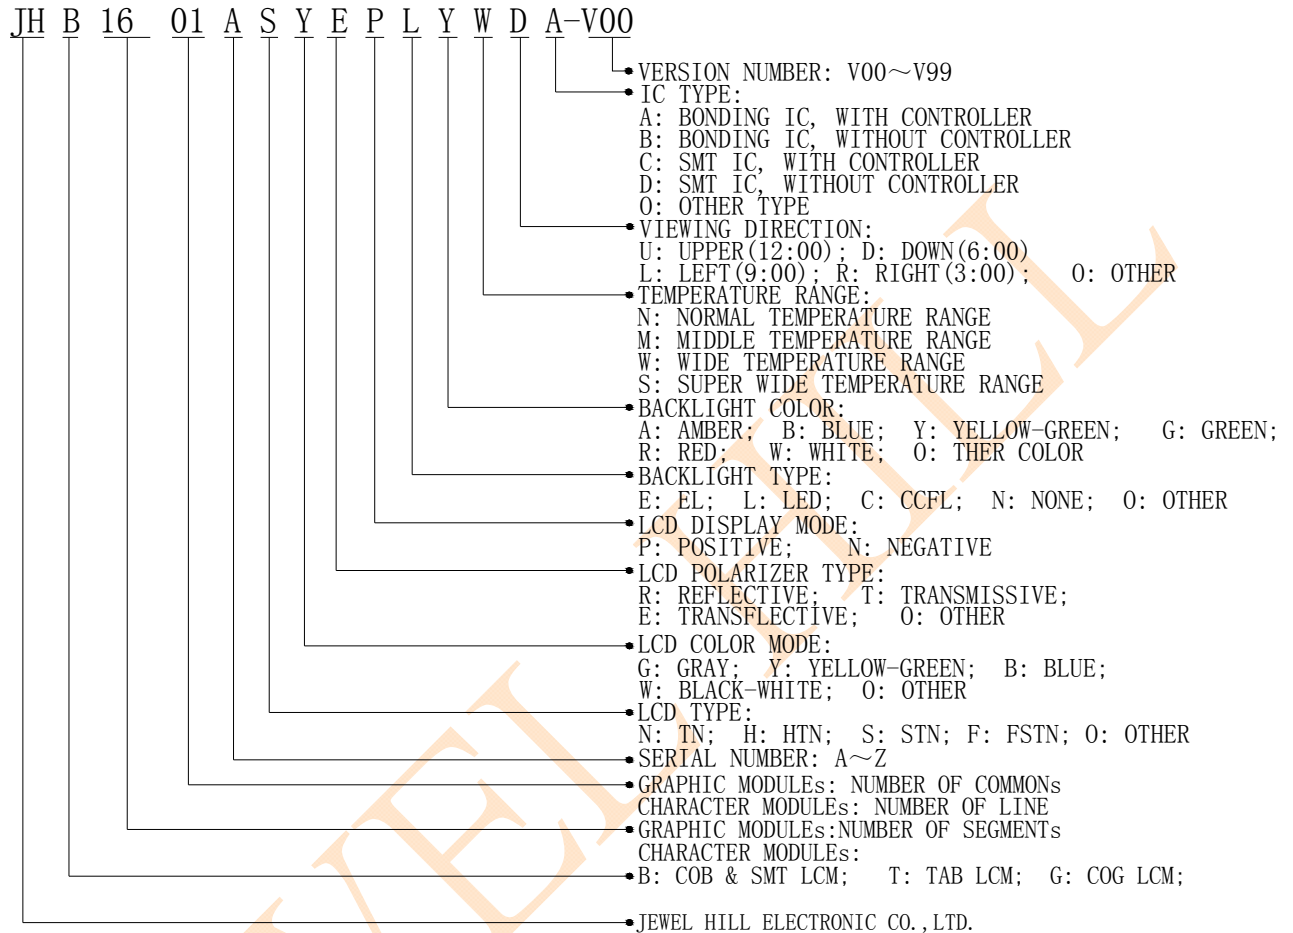 JH B 16 01 A S Y E P L Y W D A-V00
VERSION NUMBER: V00~V99
IC TYPE:
A: BONDING IC, WITH CONTROLLER
B: BONDING IC, WITHOUT CONTROLLER
C: SMT IC, WITH CONTROLLER
D: SMT IC, WITHOUT CONTROLLER
O: OTHER TYPE
VIEWING DIRECTION:
U: UPPER(12:00); D: DOWN(6:00)
L: LEFT(9:00); R: RIGHT(3:00); O: OTHER
TEMPERATURE RANGE:
N: NORMAL TEMPERATURE RANGE
M: MIDDLE TEMPERATURE RANGE
W: WIDE TEMPERATURE RANGE
S: SUPER WIDE TEMPERATURE RANGE
BACKLIGHT COLOR:
A: AMBER; B: BLUE; Y: YELLOW-GREEN; G: GREEN;
R: RED; W: WHITE; O: THER COLOR
BACKLIGHT TYPE:
E: EL; L: LED; C: CCFL; N: NONE; O: OTHER
LCD DISPLAY MODE:
P: POSITIVE; N: NEGATIVE
LCD POLARIZER TYPE:
R: REFLECTIVE; T: TRANSMISSIVE;
E: TRANSFLECTIVE; O: OTHER
LCD COLOR MODE:
G: GRAY; Y: YELLOW-GREEN; B: BLUE;
W: BLACK-WHITE; O: OTHER
LCD TYPE:
N: TN; H: HTN; S: STN; F: FSTN; O: OTHER
SERIAL NUMBER: A~Z
GRAPHIC MODULEs: NUMBER OF COMMONs
CHARACTER MODULEs: NUMBER OF LINE
GRAPHIC MODULEs:NUMBER OF SEGMENTs
CHARACTER MODULEs:
B: COB & SMT LCM; T: TAB LCM; G: COG LCM;
JEWEL HILL ELECTRONIC CO.,LTD.
VEL HILL